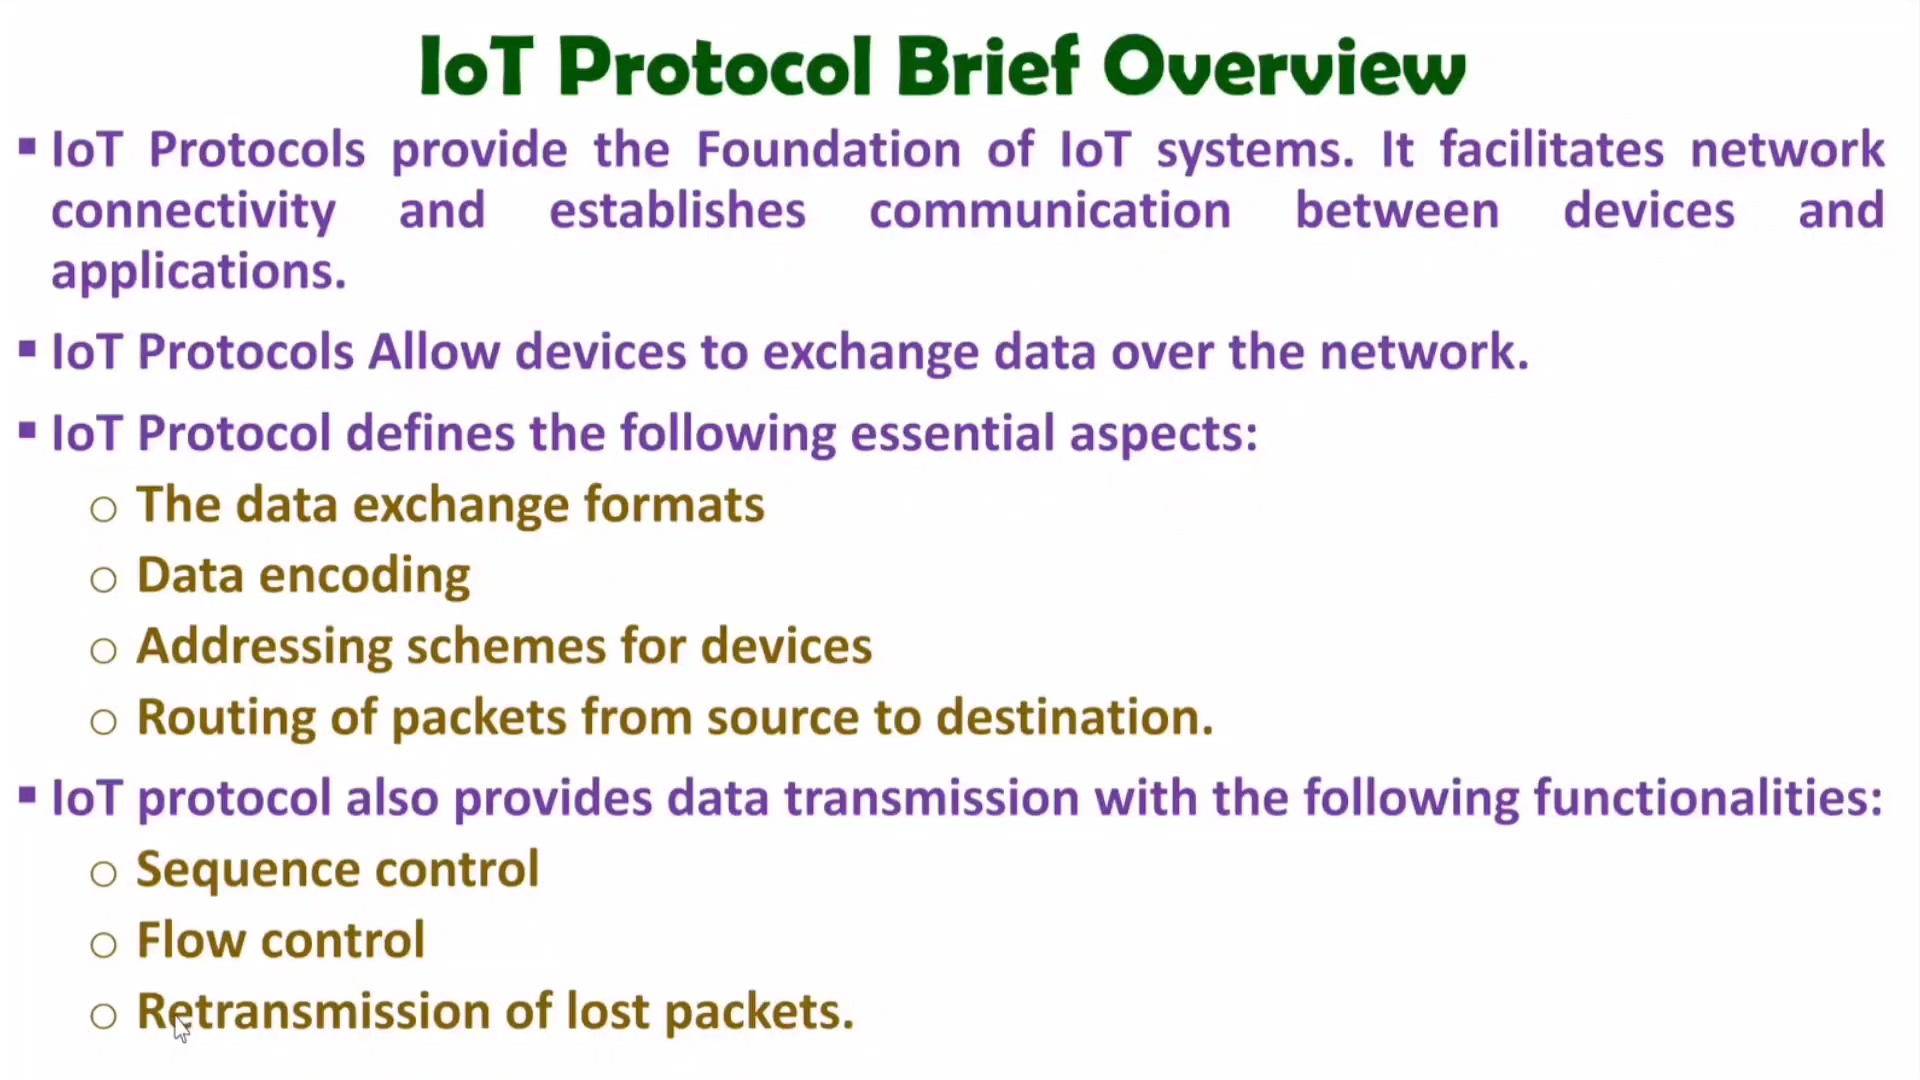 IoT Protocol Brief Overview
▪ IoT Protocols provide the Foundation of IoT systems. It facilitates network
connectivity and establishes communication between devices and
applications.
▪ IoT Protocols Allow devices to exchange data over the network.
▪ IoT Protocol defines the following essential aspects:
o The data exchange formats
o Data encoding
o Addressing schemes for devices
o Routing of packets from source to destination.
▪ IoT protocol also provides data transmission with the following functionalities:
o Sequence control
o Flow control
o Retransmission of lost packets.